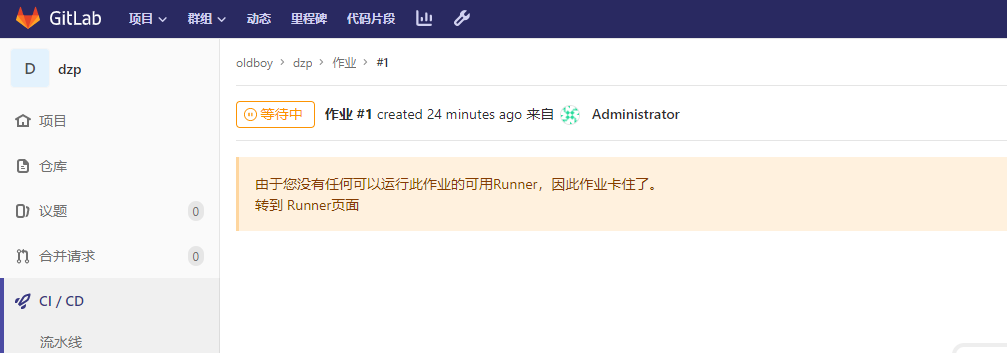 GitLab 项目 群组 动态 里程碑 代码片段
D dzp
oldboy > dzp > 作业 > #1
项目
等待中 作业 #1 created 24 minutes ago 来自 Administrator
仓库
由于您没有任何可以运行此作业的可用Runner，因此作业卡住了。
转到 Runner页面
议题 0
合并请求 0
CI / CD
流水线